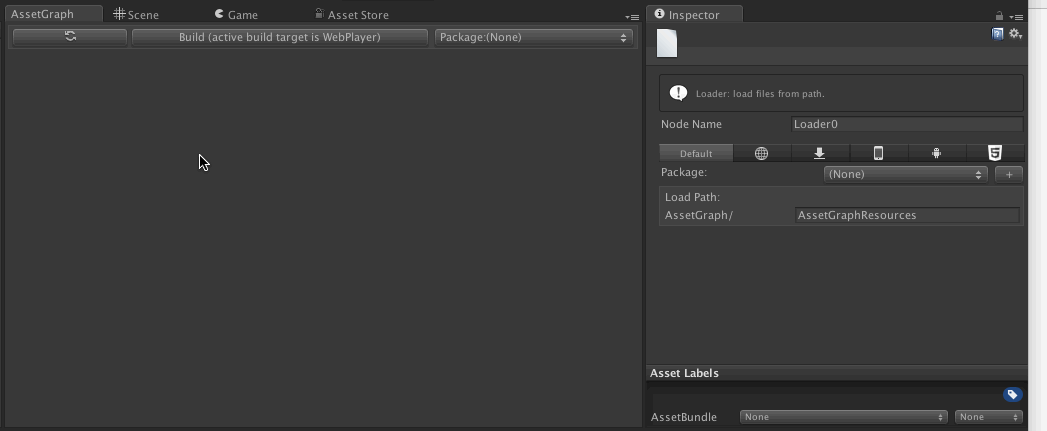 AssetGraph
Scene
Game
Asset Store
Build (active build target is WebPlayer)
Package:(None)
Inspector
Loader: load files from path.
Node Name
Loader0
Default
Package:
(None)
+
Load Path:
AssetGraph/
AssetGraphResources
Asset Labels
AssetBundle
None
None